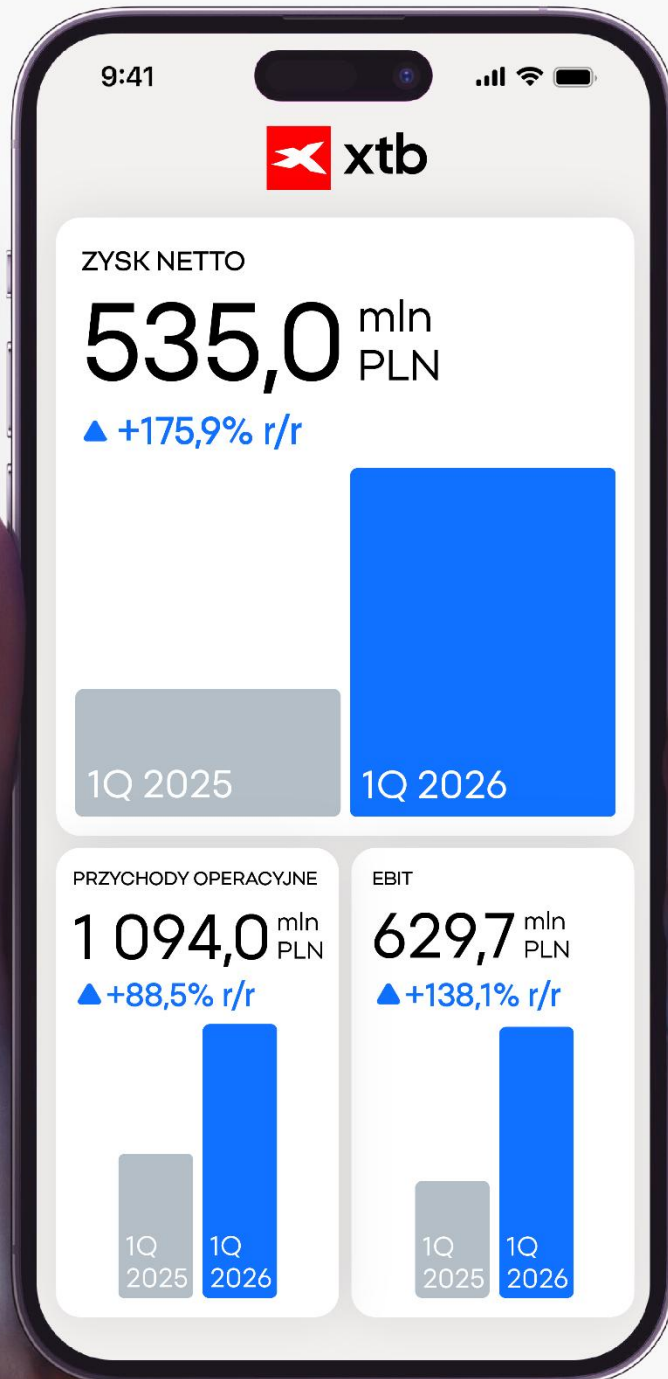 9:41
xtb
ZYSK NETTO
535,0 mln PLN
▲ +175,9% r/r
1Q 2025
1Q 2026
PRZYCHODY OPERACYJNE
1 094,0 mln PLN
▲ +88,5% r/r
1Q 2025
1Q 2026
EBIT
629,7 mln PLN
▲ +138,1% r/r
1Q 2025
1Q 2026